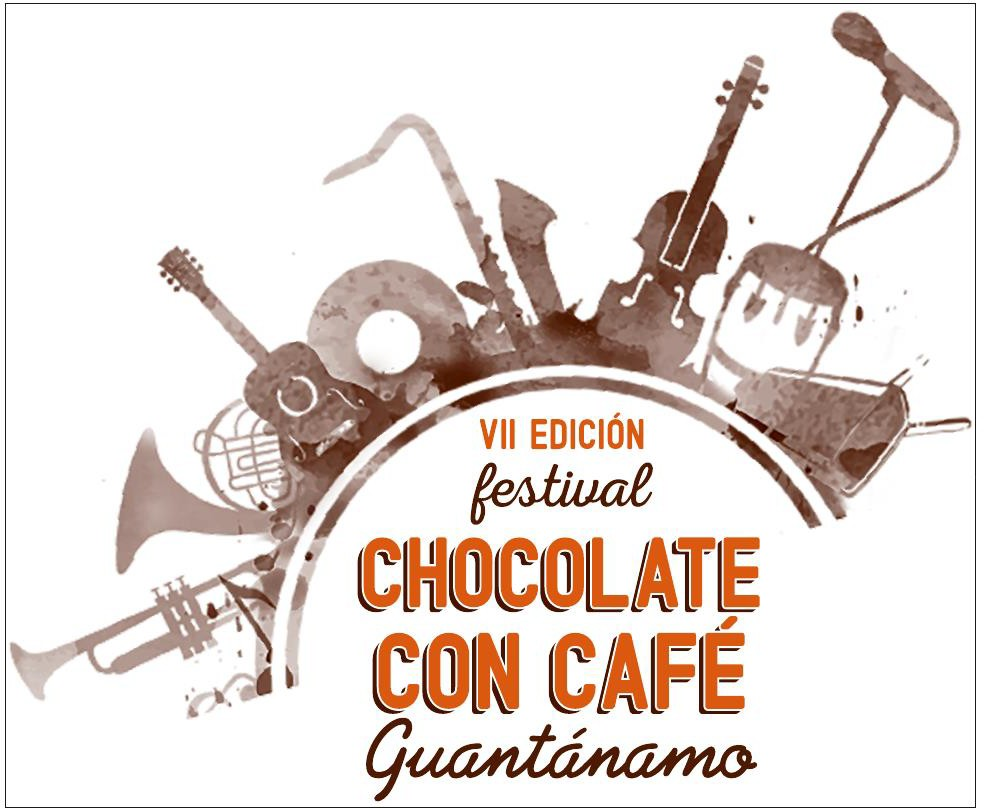 VII EDICIÓN
festival
CHOCOLATE
CON CAFÉ
Guantánamo